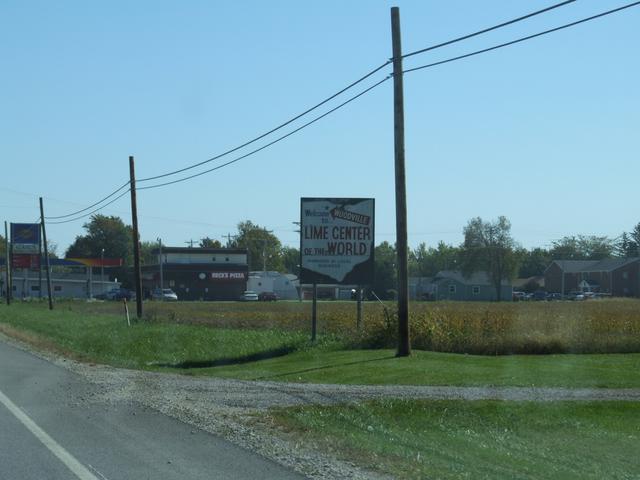 Welcome
to
WOODVILLE
LIME CENTER
OF THE WORLD
BECK'S PIZZA